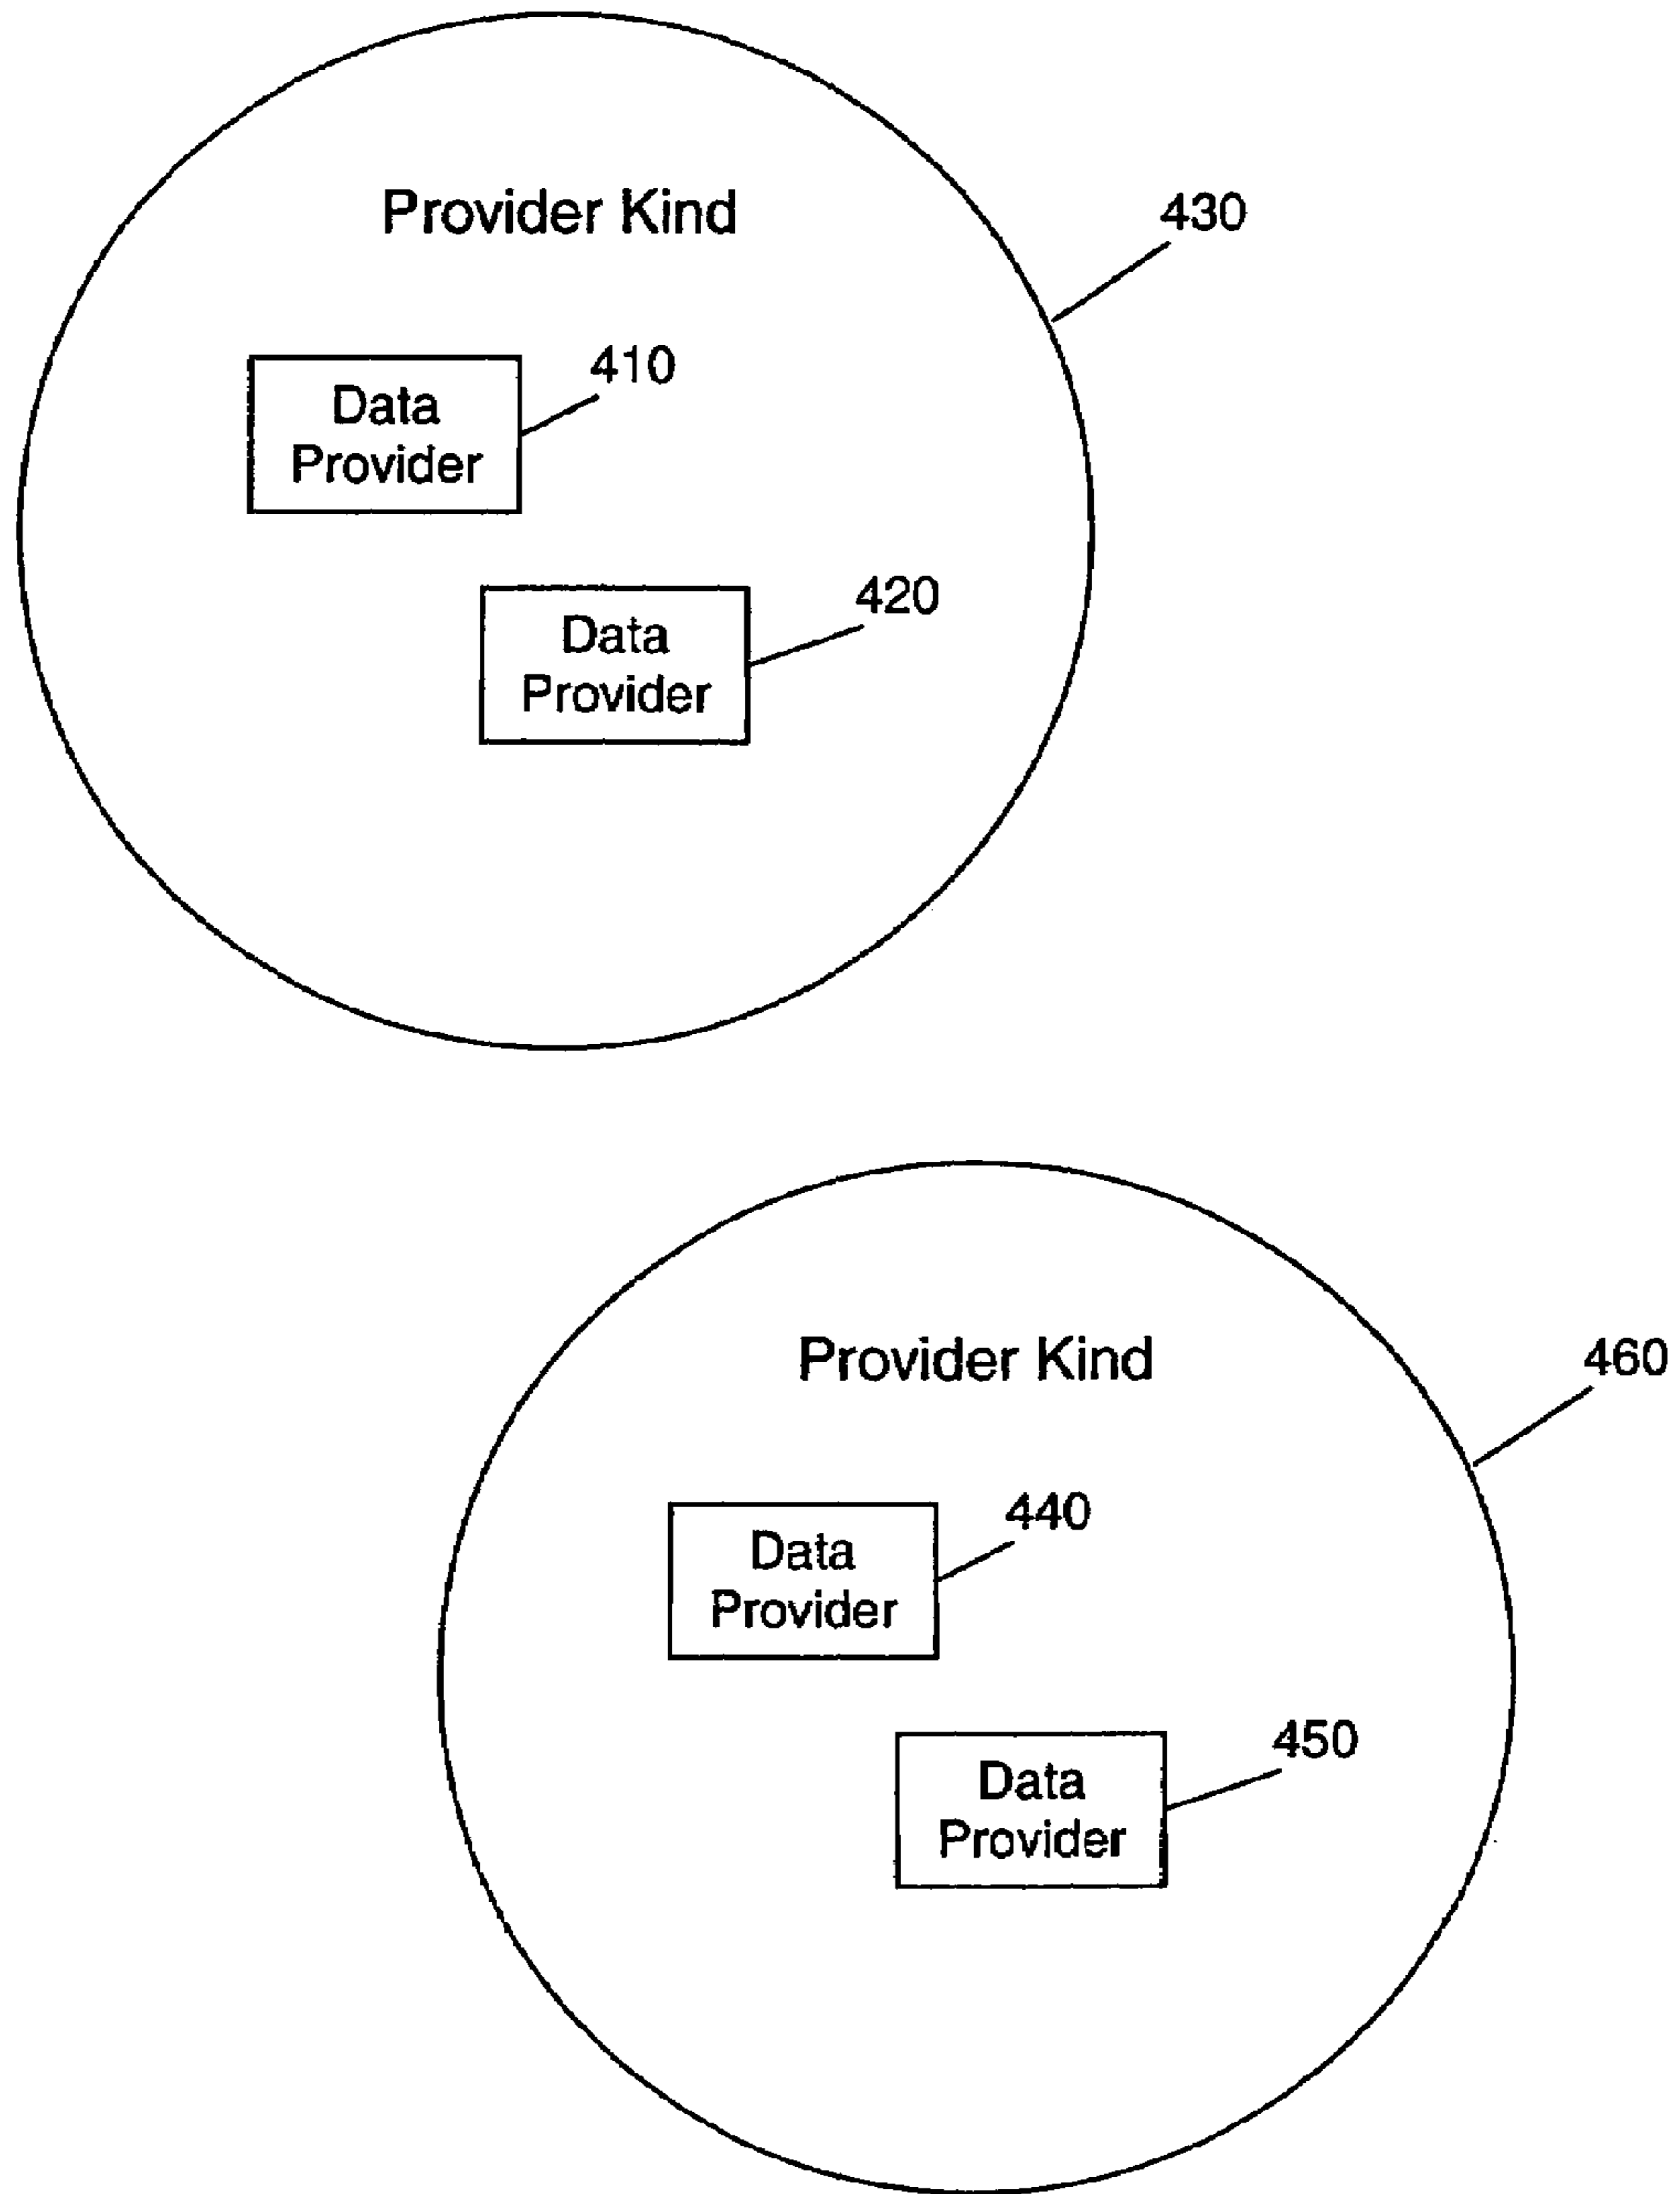 Provider Kind
430
410
Data
Provider
420
Data
Provider
Provider Kind
460
440
Data
Provider
450
Data
Provider